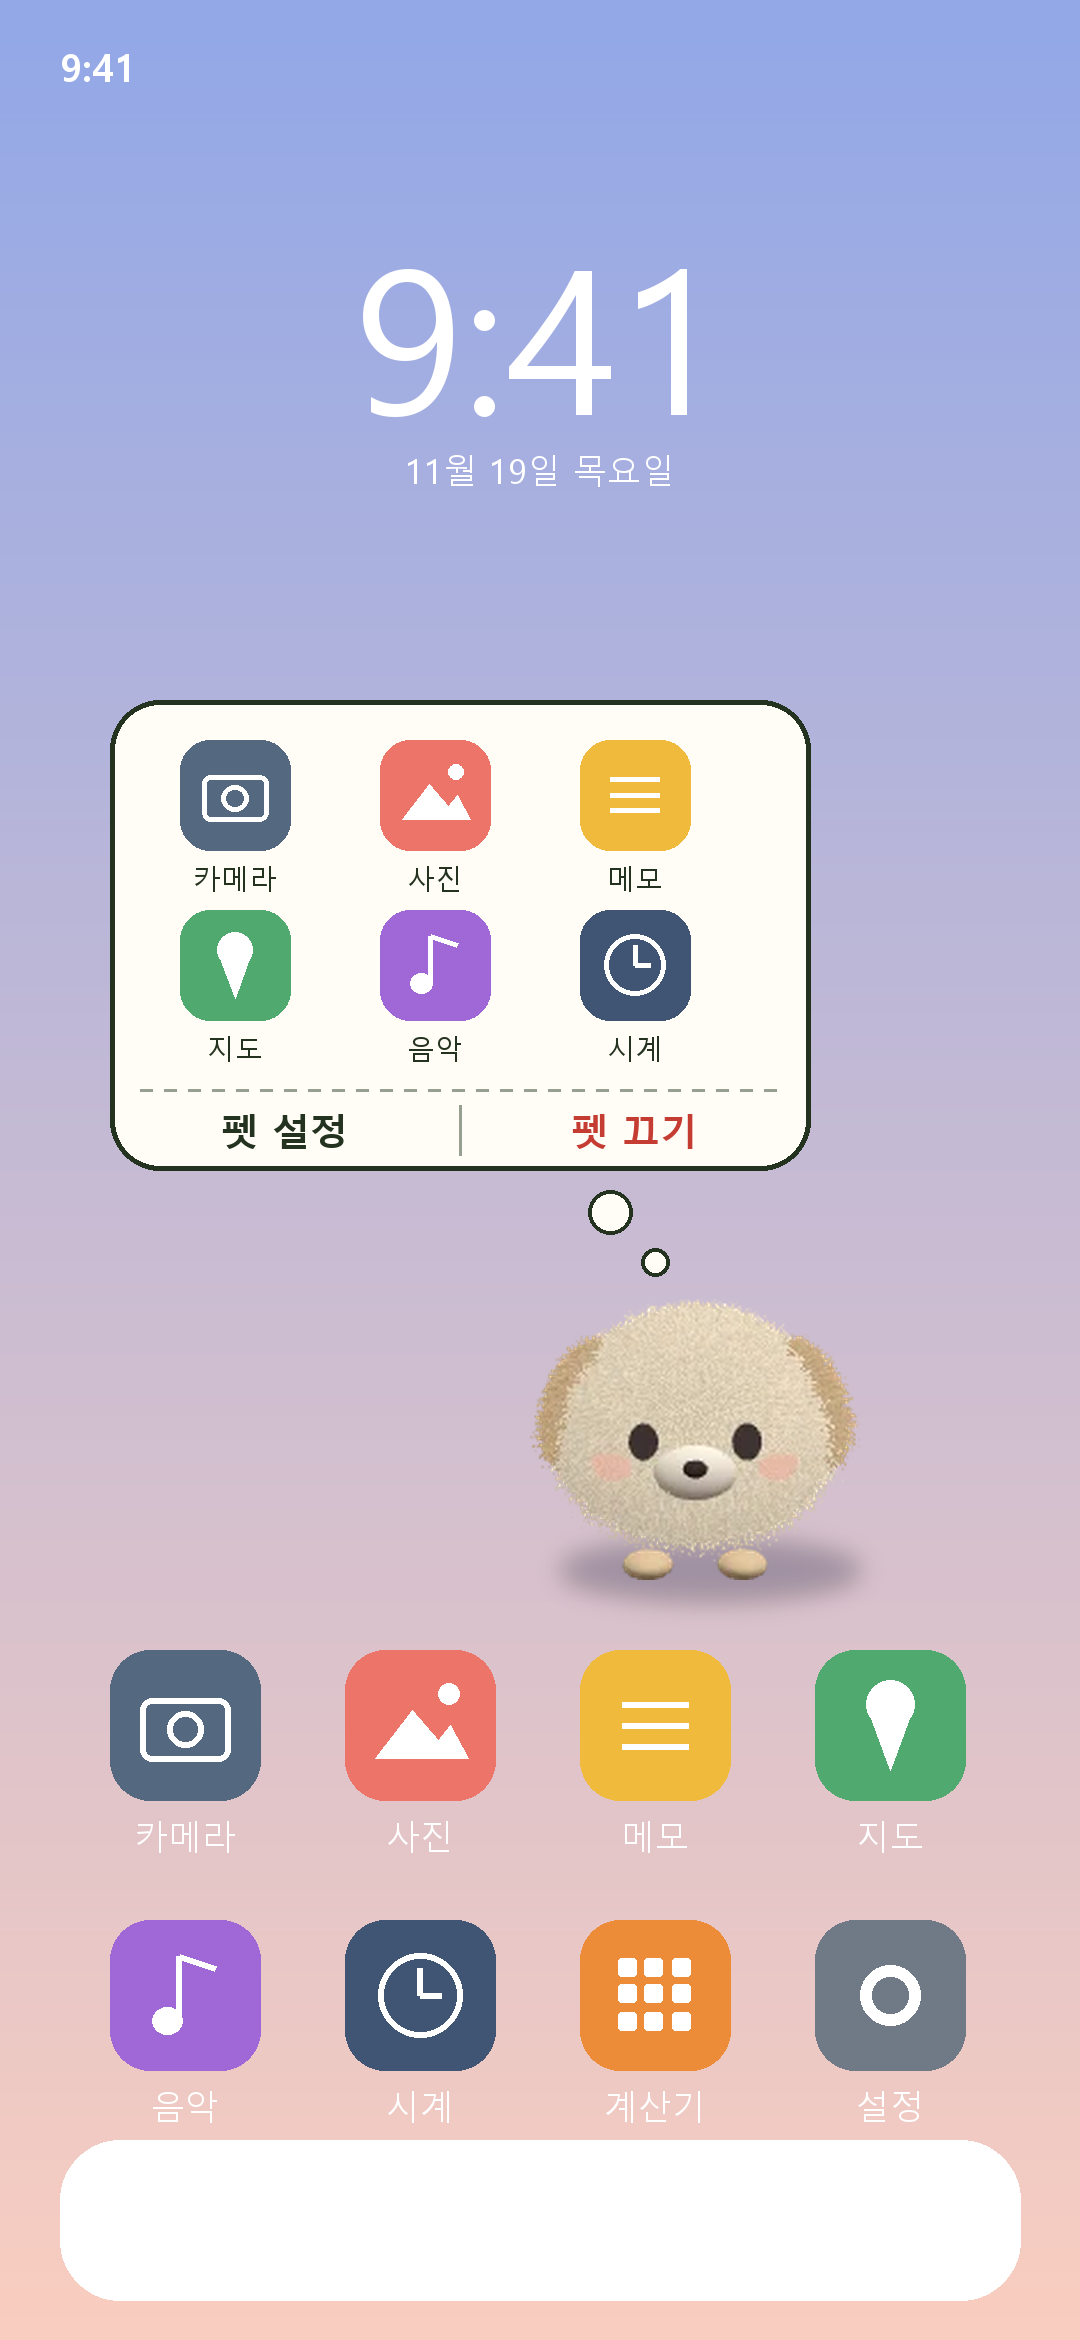 9:41
9:41
11월 19일 목요일
카메라 사진 메모
지도 음악 시계
펫 설정 펫 끄기
카메라 사진 메모 지도
음악 시계 계산기 설정